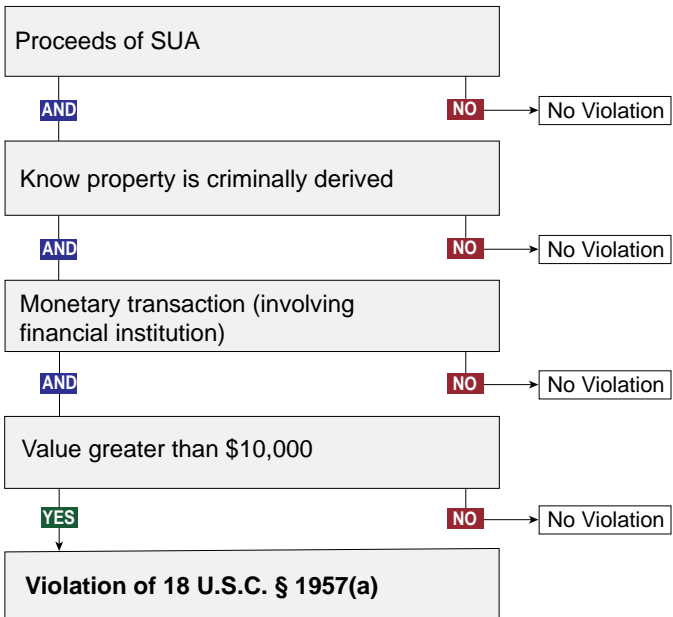 Proceeds of SUA
AND
NO
No Violation
Know property is criminally derived
AND
NO
No Violation
Monetary transaction (involving
financial institution)
AND
NO
No Violation
Value greater than $10,000
YES
NO
No Violation
Violation of 18 U.S.C. § 1957(a)